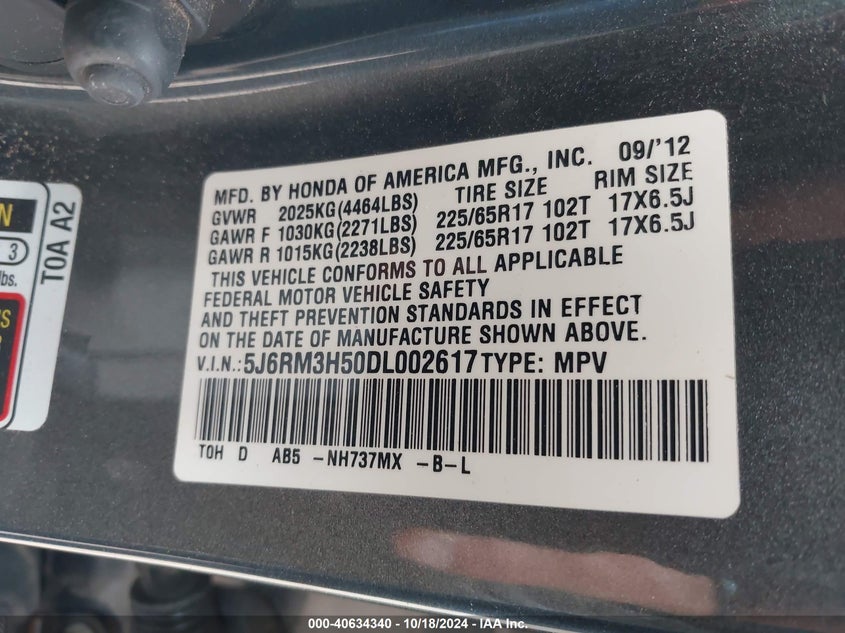 MFD. BY HONDA OF AMERICA MFG., INC. 09/'12
GVWR 2025KG(4464LBS) TIRE SIZE RIM SIZE
GAWR F 1030KG(2271LBS) 225/65R17 102T 17X6.5J
GAWR R 1015KG(2238LBS) 225/65R17 102T 17X6.5J
THIS VEHICLE CONFORMS TO ALL APPLICABLE
FEDERAL MOTOR VEHICLE SAFETY
AND THEFT PREVENTION STANDARDS IN EFFECT
ON THE DATE OF MANUFACTURE SHOWN ABOVE.
V.I.N.: 5J6RM3H50DL002617 TYPE: MPV
TOH D AB5 -NH737MX -B-L
T0A A2
3
lbs.
000-40634340 - 10/18/2024 - IAA Inc.